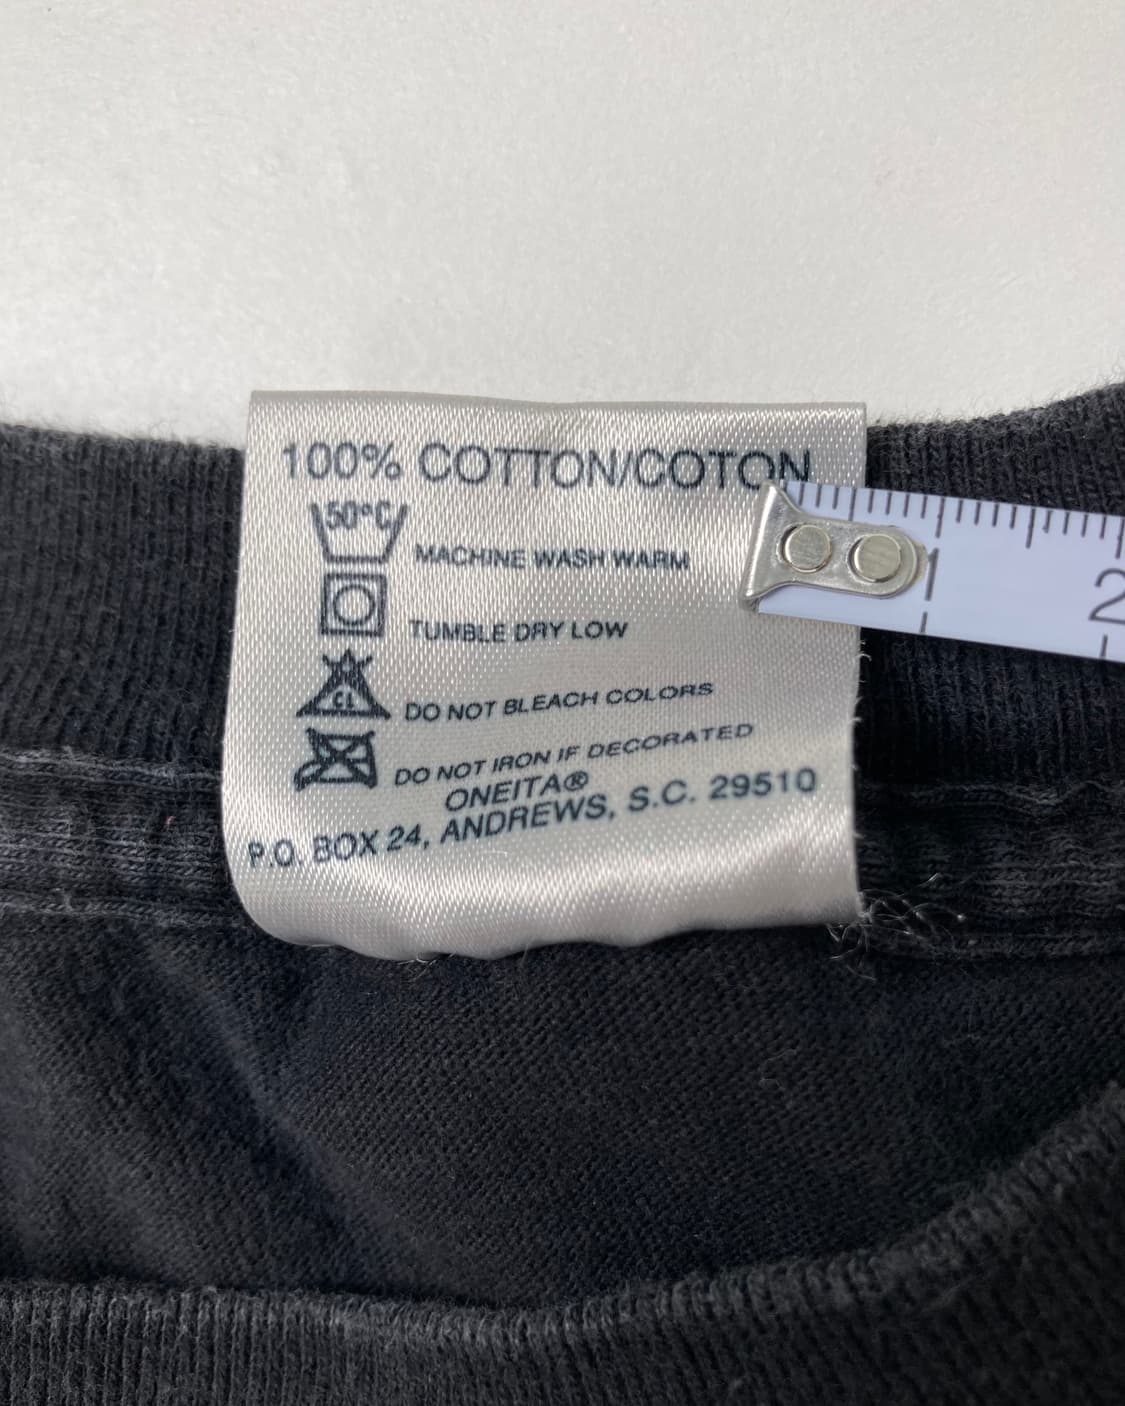 100% COTTON/COTON
50°C
MACHINE WASH WARM
TUMBLE DRY LOW
CL
DO NOT BLEACH COLORS
DO NOT IRON IF DECORATED
ONEITA®
P.O. BOX 24, ANDREWS, S.C. 29510
1
2